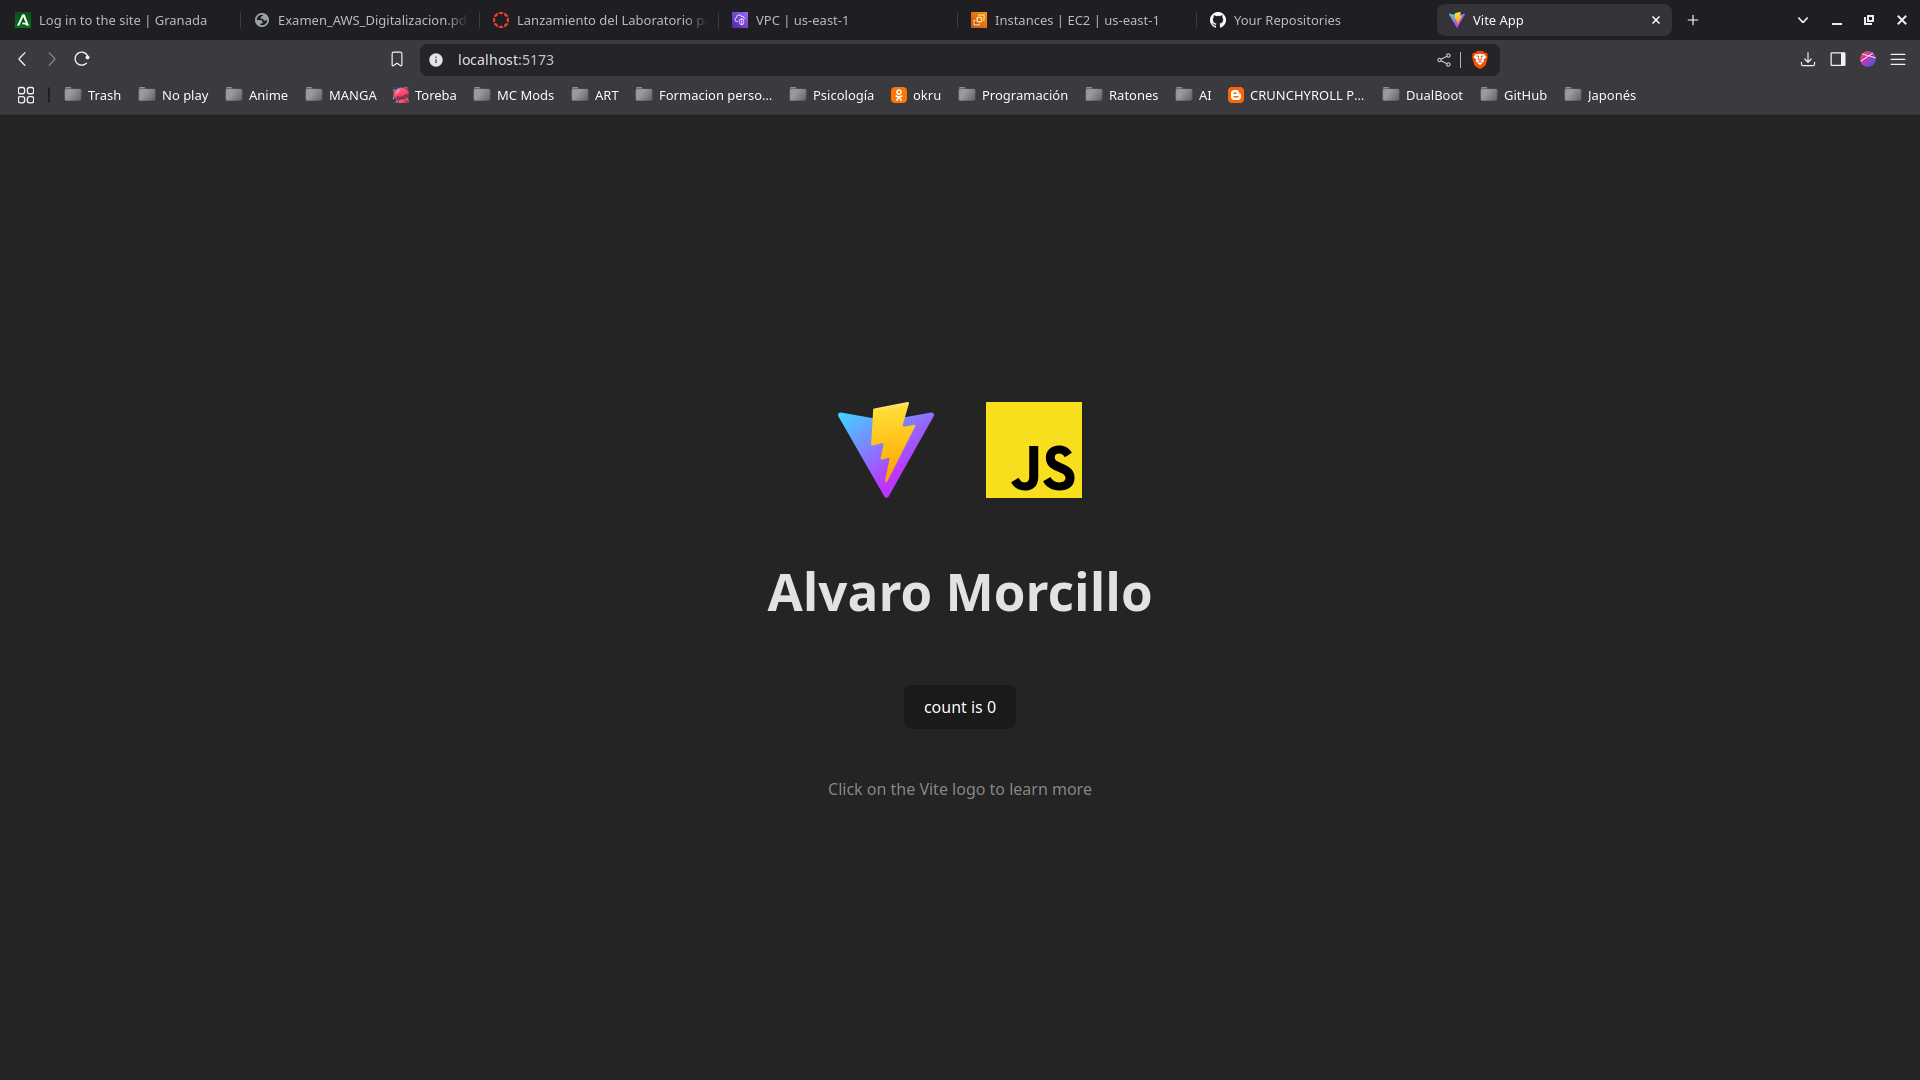 Log in to the site | Granada
Examen_AWS_Digitalizacion.pd
Lanzamiento del Laboratorio p
VPC | us-east-1
Instances | EC2 | us-east-1
Your Repositories
Vite App
localhost:5173
Trash
No play
Anime
MANGA
Toreba
MC Mods
ART
Formacion perso...
Psicología
okru
Programación
Ratones
AI
CRUNCHYROLL P...
DualBoot
GitHub
Japonés
JS
Alvaro Morcillo
count is 0
Click on the Vite logo to learn more